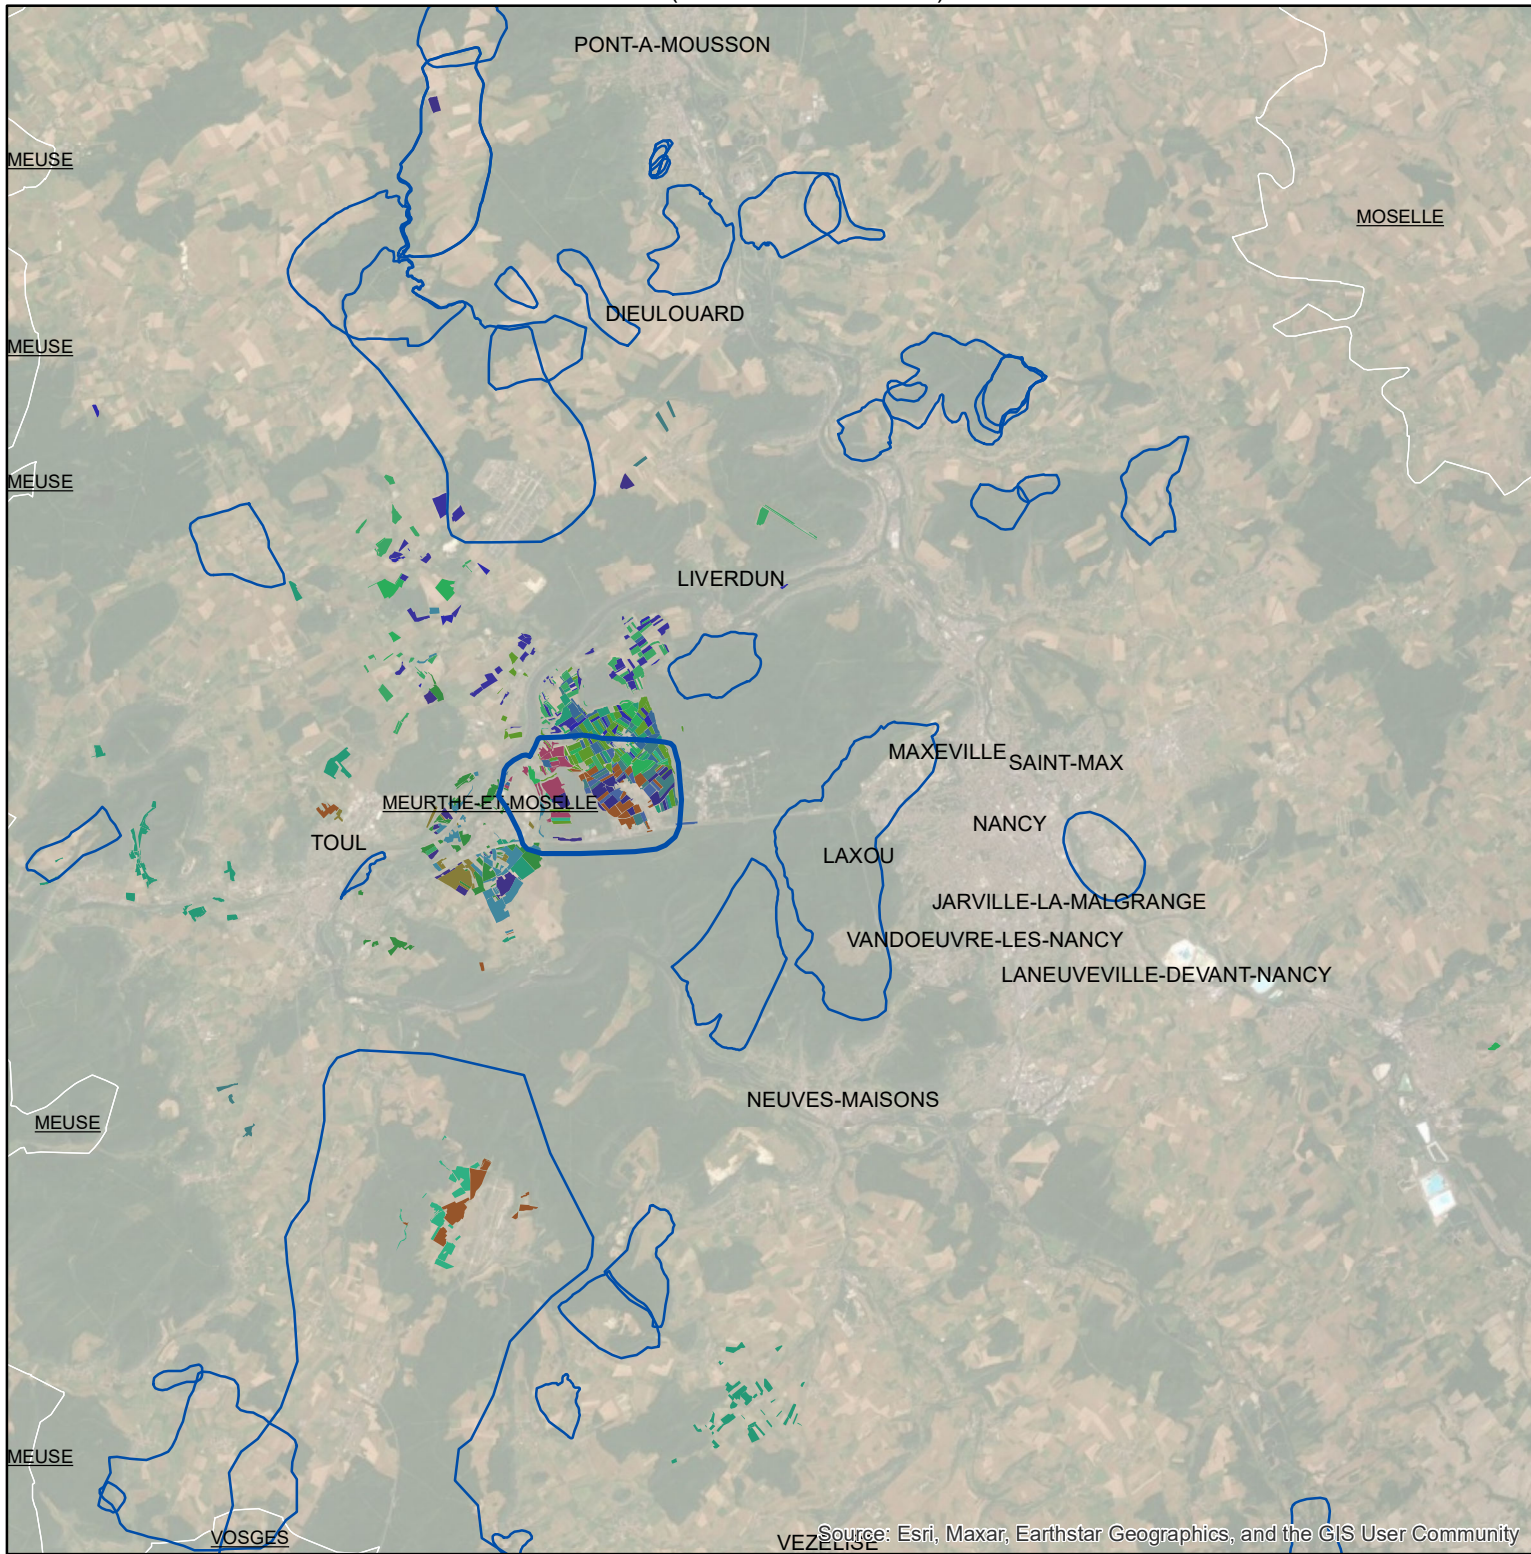 PONT-A-MOUSSON
MEUSE
MOSELLE
DIEULOUARD
MEUSE
MEUSE
LIVERDUN
MAXEVILLE
SAINT-MAX
MEURTHE-ET-MOSELLE
NANCY
TOUL
LAXOU
JARVILLE-LA-MALGRANGE
VANDOEUVRE-LES-NANCY
LANEUVEVILLE-DEVANT-NANCY
NEUVES-MAISONS
MEUSE
MEUSE
VOSGES
VEZELISE
Source: Esri, Maxar, Earthstar Geographics, and the GIS User Community